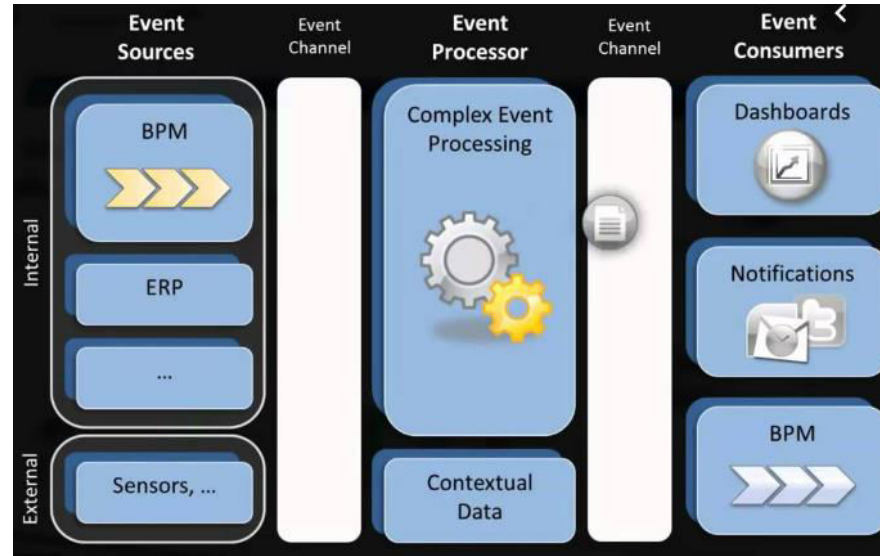 Event
Sources
Event
Channel
Event
Processor
Event
Channel
Event
Consumers
Internal
BPM
ERP
...
External
Sensors, ...
Complex Event
Processing
Contextual
Data
Dashboards
Notifications
BPM